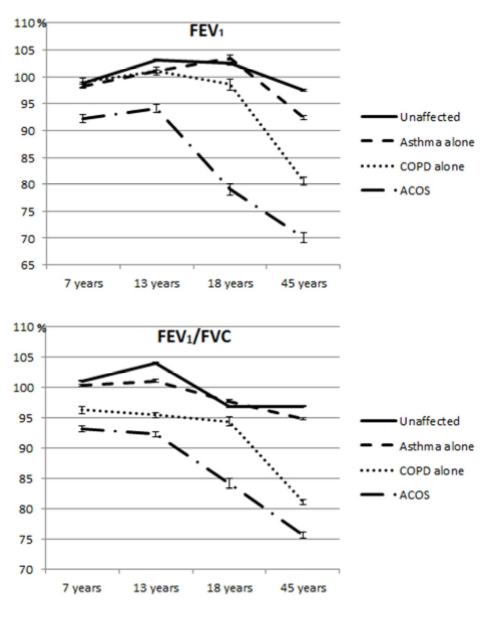 FEV₁
110 %
105
100
95
90
85
80
75
70
65
7 years 13 years 18 years 45 years
Unaffected
Asthma alone
COPD alone
ACOS
FEV₁/FVC
110 %
105
100
95
90
85
80
75
70
7 years 13 years 18 years 45 years
Unaffected
Asthma alone
COPD alone
ACOS